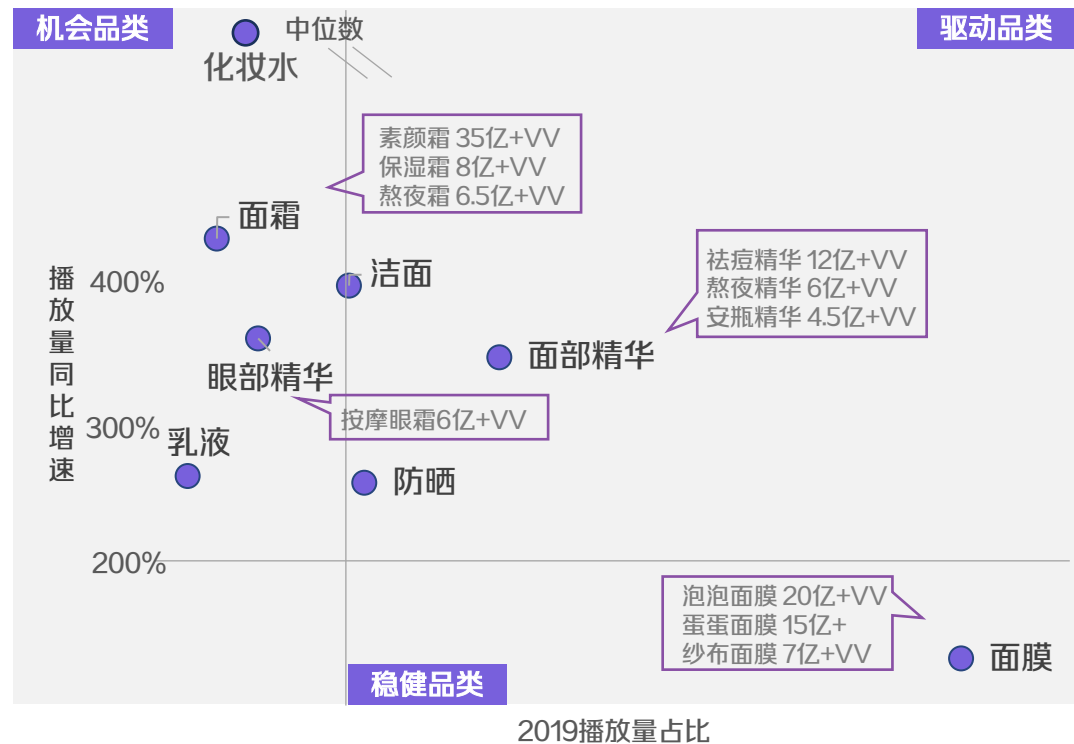 机会品类
中位数
驱动品类
化妆水
素颜霜 35亿+VV
保湿霜 8亿+VV
熬夜霜 6.5亿+VV
面霜
洁面
祛痘精华 12亿+VV
熬夜精华 6亿+VV
安瓶精华 4.5亿+VV
播放量同比增速
400%
面部精华
眼部精华
按摩眼霜6亿+VV
300%
乳液
防晒
200%
泡泡面膜 20亿+VV
蛋蛋面膜 15亿+
纱布面膜 7亿+VV
面膜
稳健品类
2019播放量占比